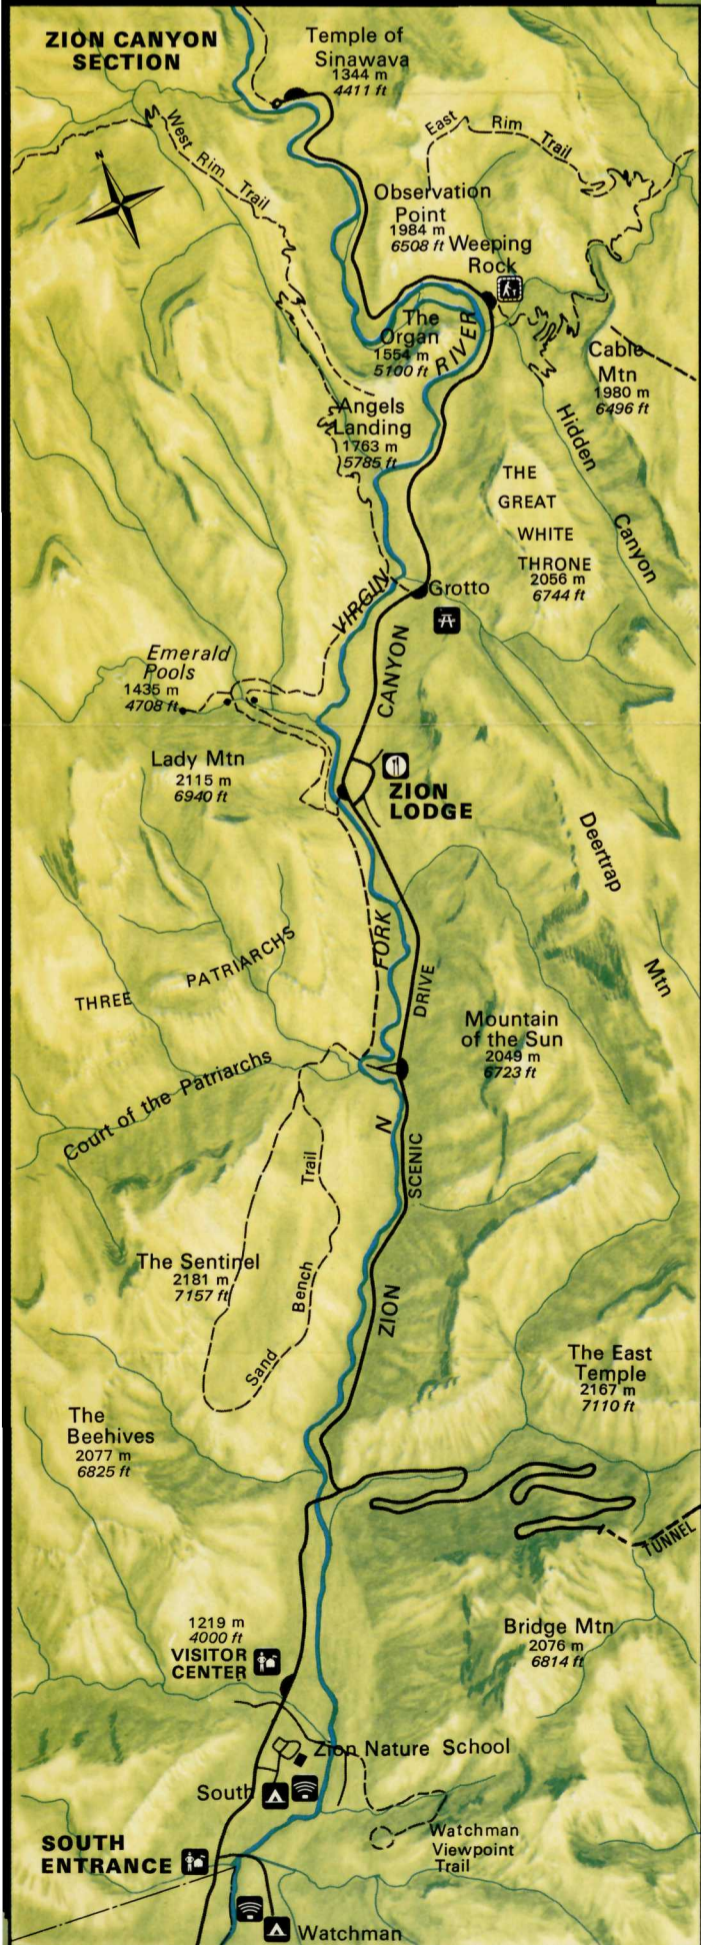 ZION CANYON
SECTION
Temple of
Sinawava
1344 m
4411 ft
West Rim Trail
East Rim Trail
N
Observation
Point
1984 m
6508 ft
Weeping
Rock
The
Organ
1554 m
5100 ft
RIVER
Cable
Mtn
1980 m
6496 ft
Angels
Landing
1763 m
5785 ft
Hidden Canyon
THE
GREAT
WHITE
THRONE
2056 m
6744 ft
VIRGIN
Grotto
CANYON
Emerald
Pools
1435 m
4708 ft
Lady Mtn
2115 m
6940 ft
ZION
LODGE
Deertrap Mtn
FORK
THREE PATRIARCHS
DRIVE
Mountain
of the Sun
2049 m
6723 ft
Court of the Patriarchs
N
SCENIC
Sand Bench Trail
The Sentinel
2181 m
7157 ft
ZION
The East
Temple
2167 m
7110 ft
The
Beehives
2077 m
6825 ft
TUNNEL
1219 m
4000 ft
VISITOR
CENTER
Bridge Mtn
2076 m
6814 ft
Zion Nature School
South
SOUTH
ENTRANCE
Watchman
Viewpoint
Trail
Watchman